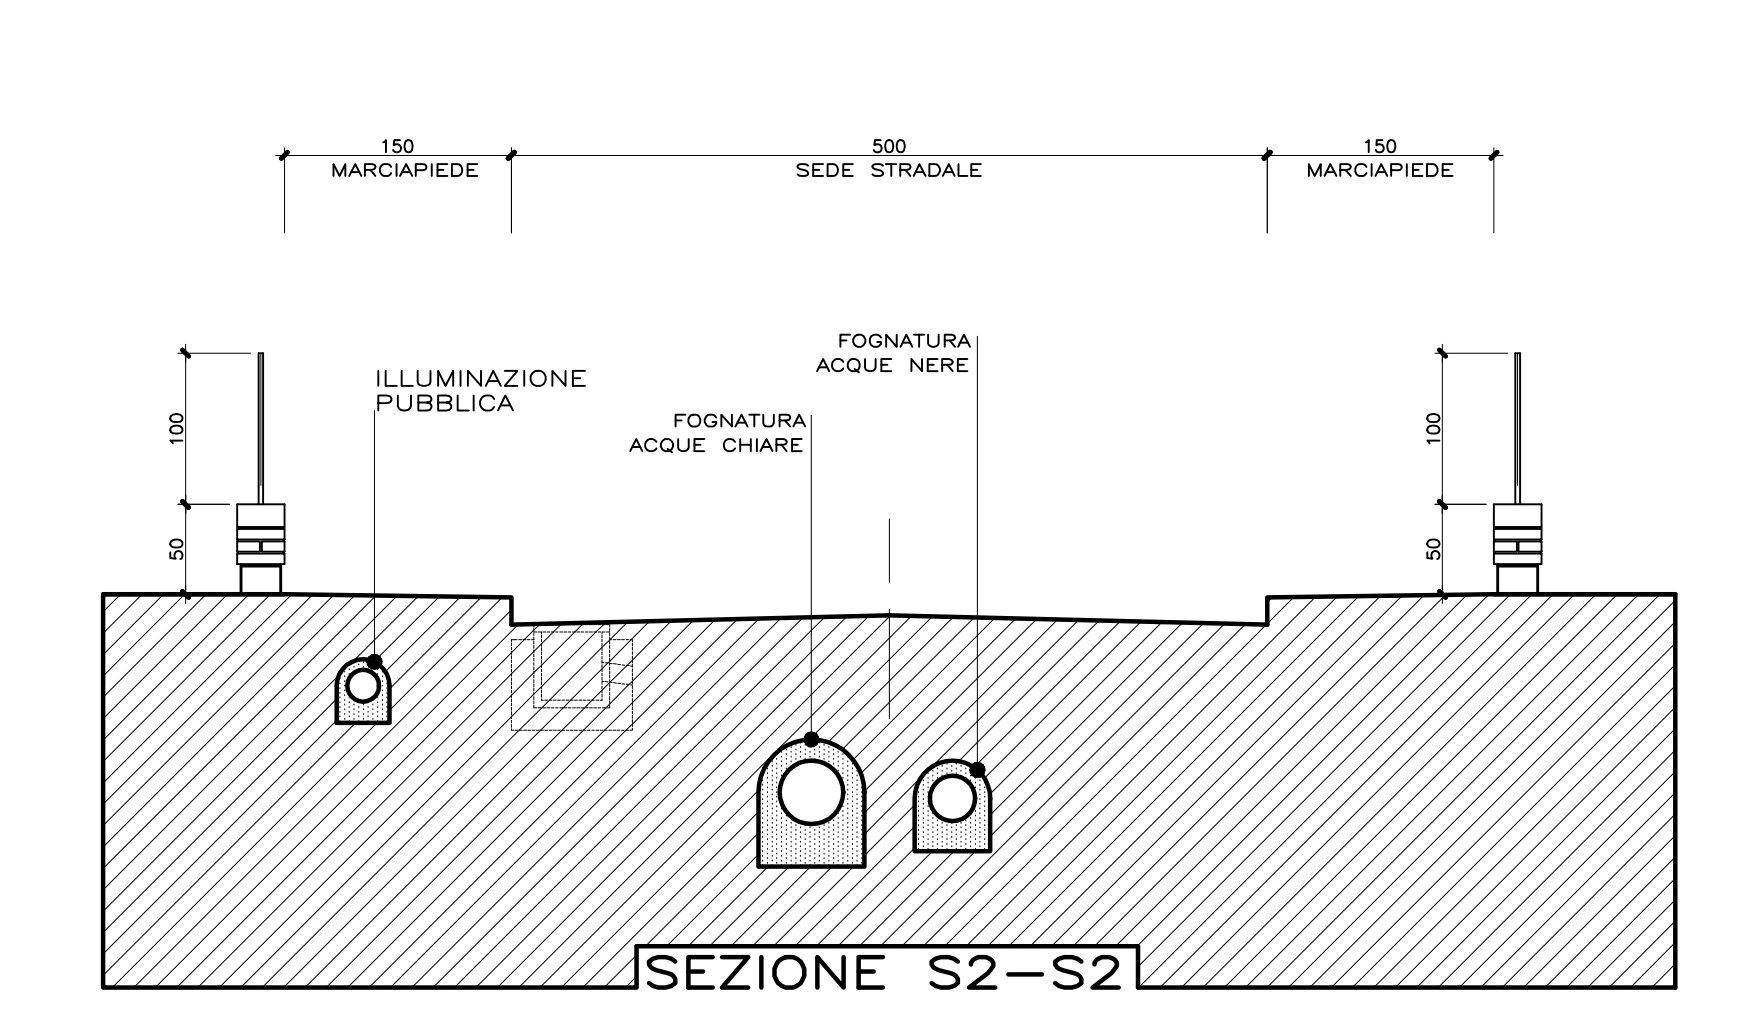 150 500 150
MARCIAPIEDE SEDE STRADALE MARCIAPIEDE
FOGNATURA
ACQUE NERE
ILLUMINAZIONE
PUBBLICA
FOGNATURA
ACQUE CHIARE
100
100
50
50
SEZIONE S2-S2